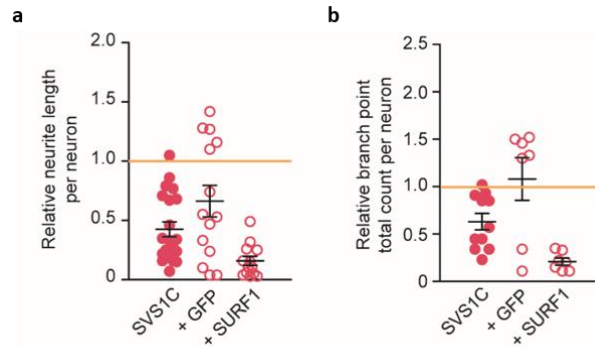 a
Relative neurite length
per neuron
2.0
1.5
1.0
0.5
0
SVS1C
+ GFP
+ SURF1
b
Relative branch point
total count per neuron
2.5
2.0
1.5
1.0
0.5
0
SVS1C
+ GFP
+ SURF1